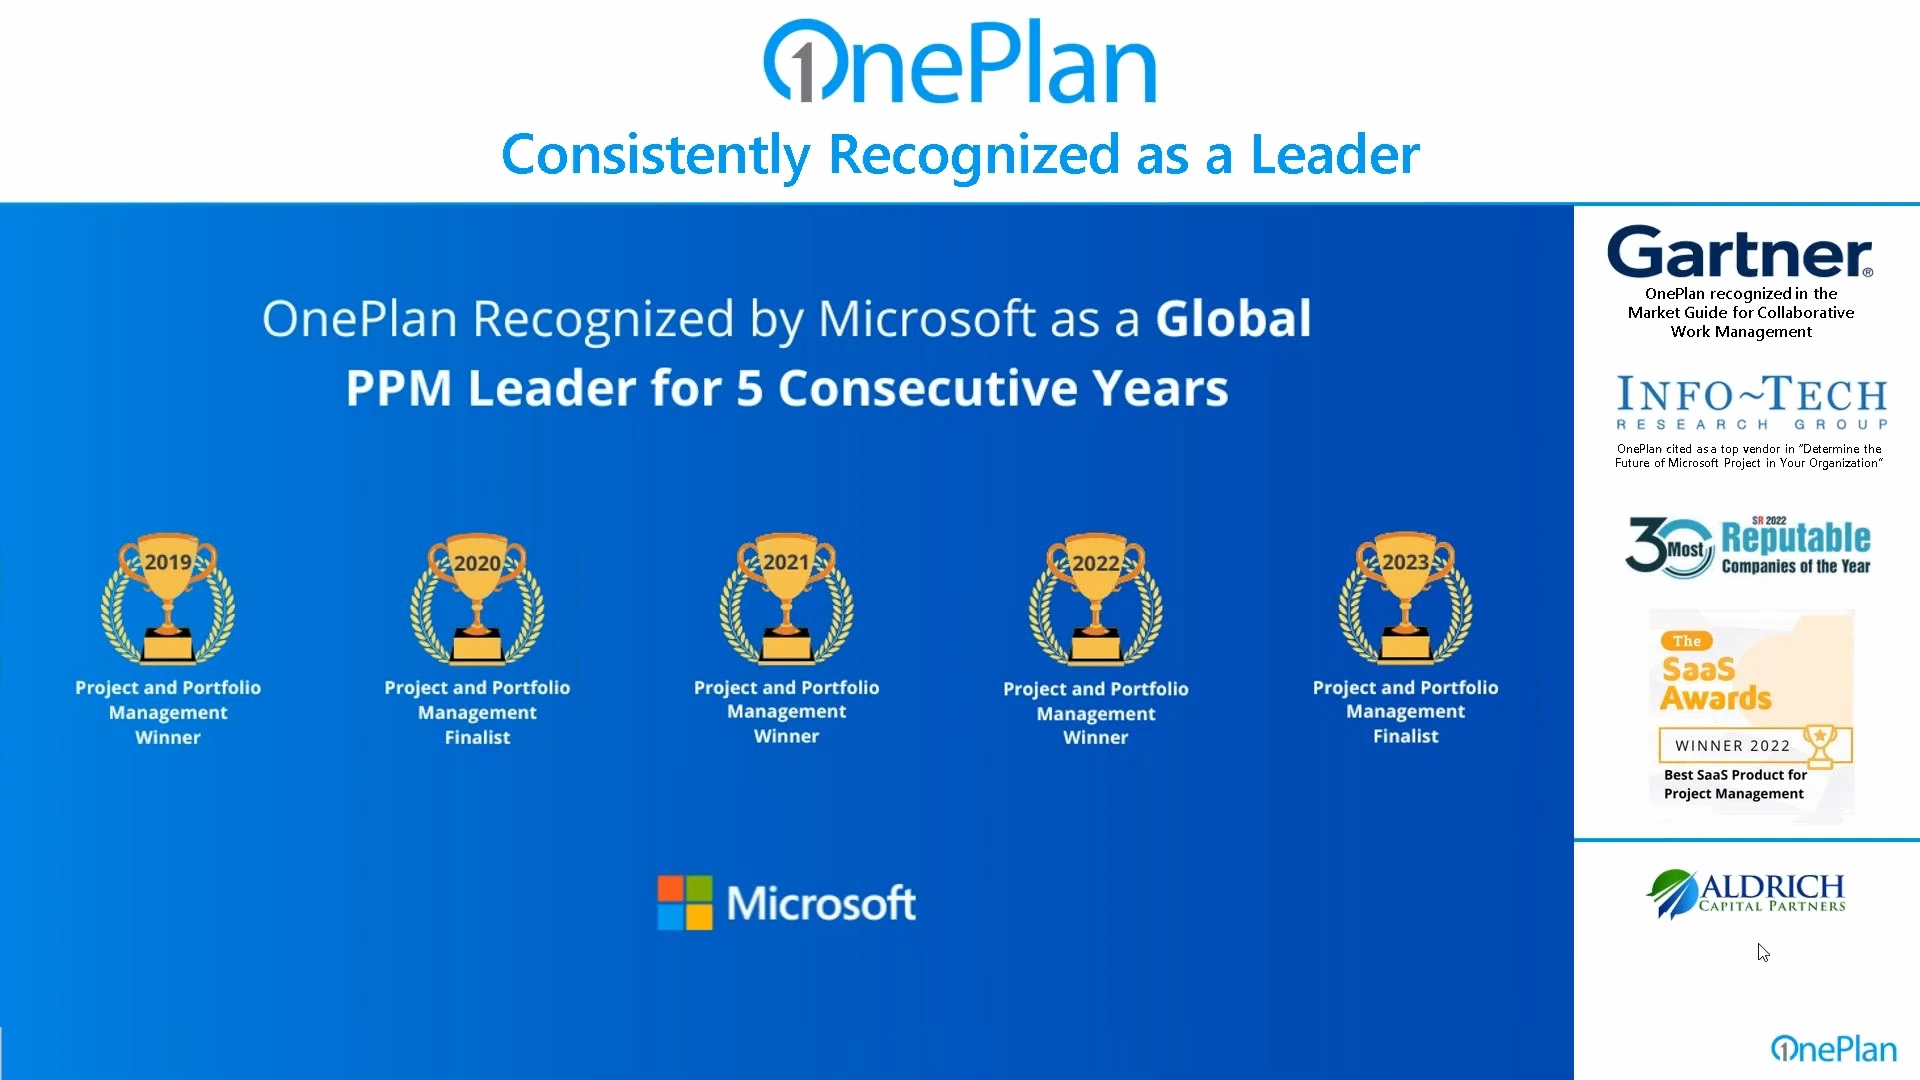 OnePlan
Consistently Recognized as a Leader
OnePlan Recognized by Microsoft as a Global
PPM Leader for 5 Consecutive Years
2019
Project and Portfolio
Management
Winner
2020
Project and Portfolio
Management
Finalist
2021
Project and Portfolio
Management
Winner
2022
Project and Portfolio
Management
Winner
2023
Project and Portfolio
Management
Finalist
Microsoft
Gartner®
OnePlan recognized in the
Market Guide for Collaborative
Work Management
INFO~TECH
RESEARCH GROUP
OnePlan cited as a top vendor in “Determine the
Future of Microsoft Project in Your Organization”
SR 2022
30 Most Reputable
Companies of the Year
The
SaaS
Awards
WINNER 2022
Best SaaS Product for
Project Management
ALDRICH
CAPITAL PARTNERS
OnePlan